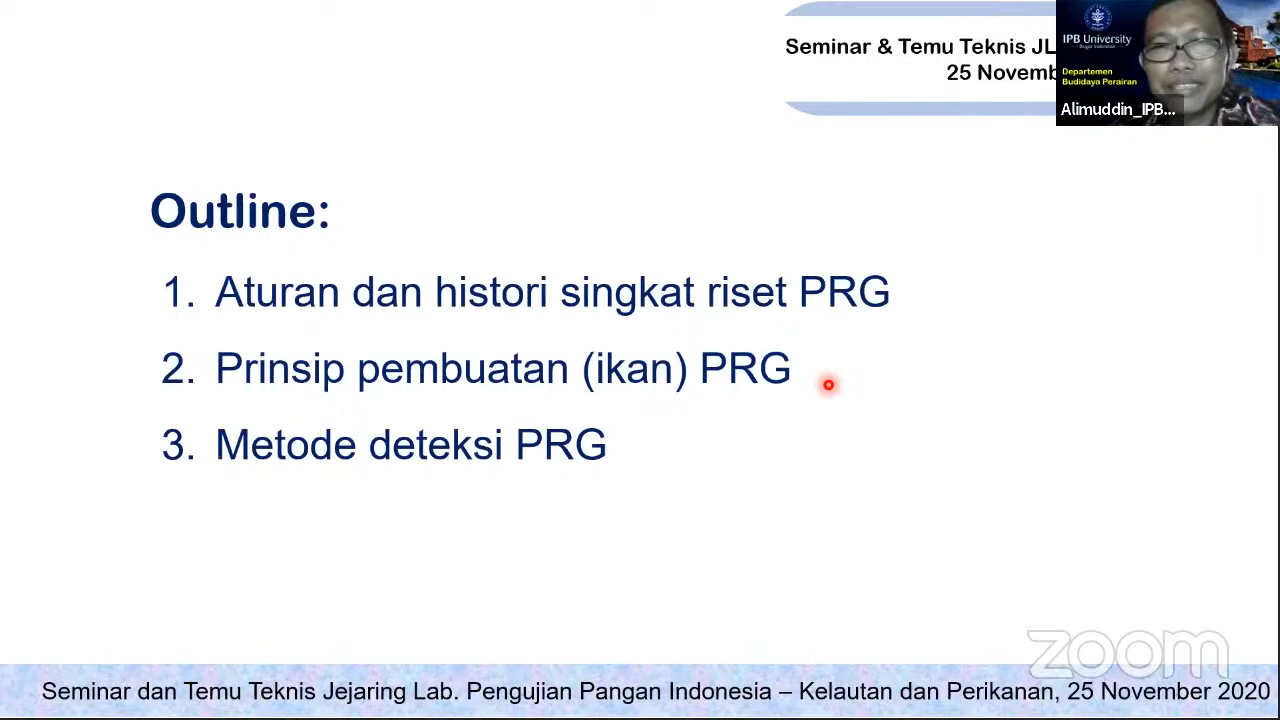 Seminar & Temu Teknis JL
25 Novemb
IPB University
Bogor Indonesia
Departemen
Budidaya Perairan
Alimuddin_IPB...
Outline:
1. Aturan dan histori singkat riset PRG
2. Prinsip pembuatan (ikan) PRG
3. Metode deteksi PRG
zoom
Seminar dan Temu Teknis Jejaring Lab. Pengujian Pangan Indonesia – Kelautan dan Perikanan, 25 November 2020